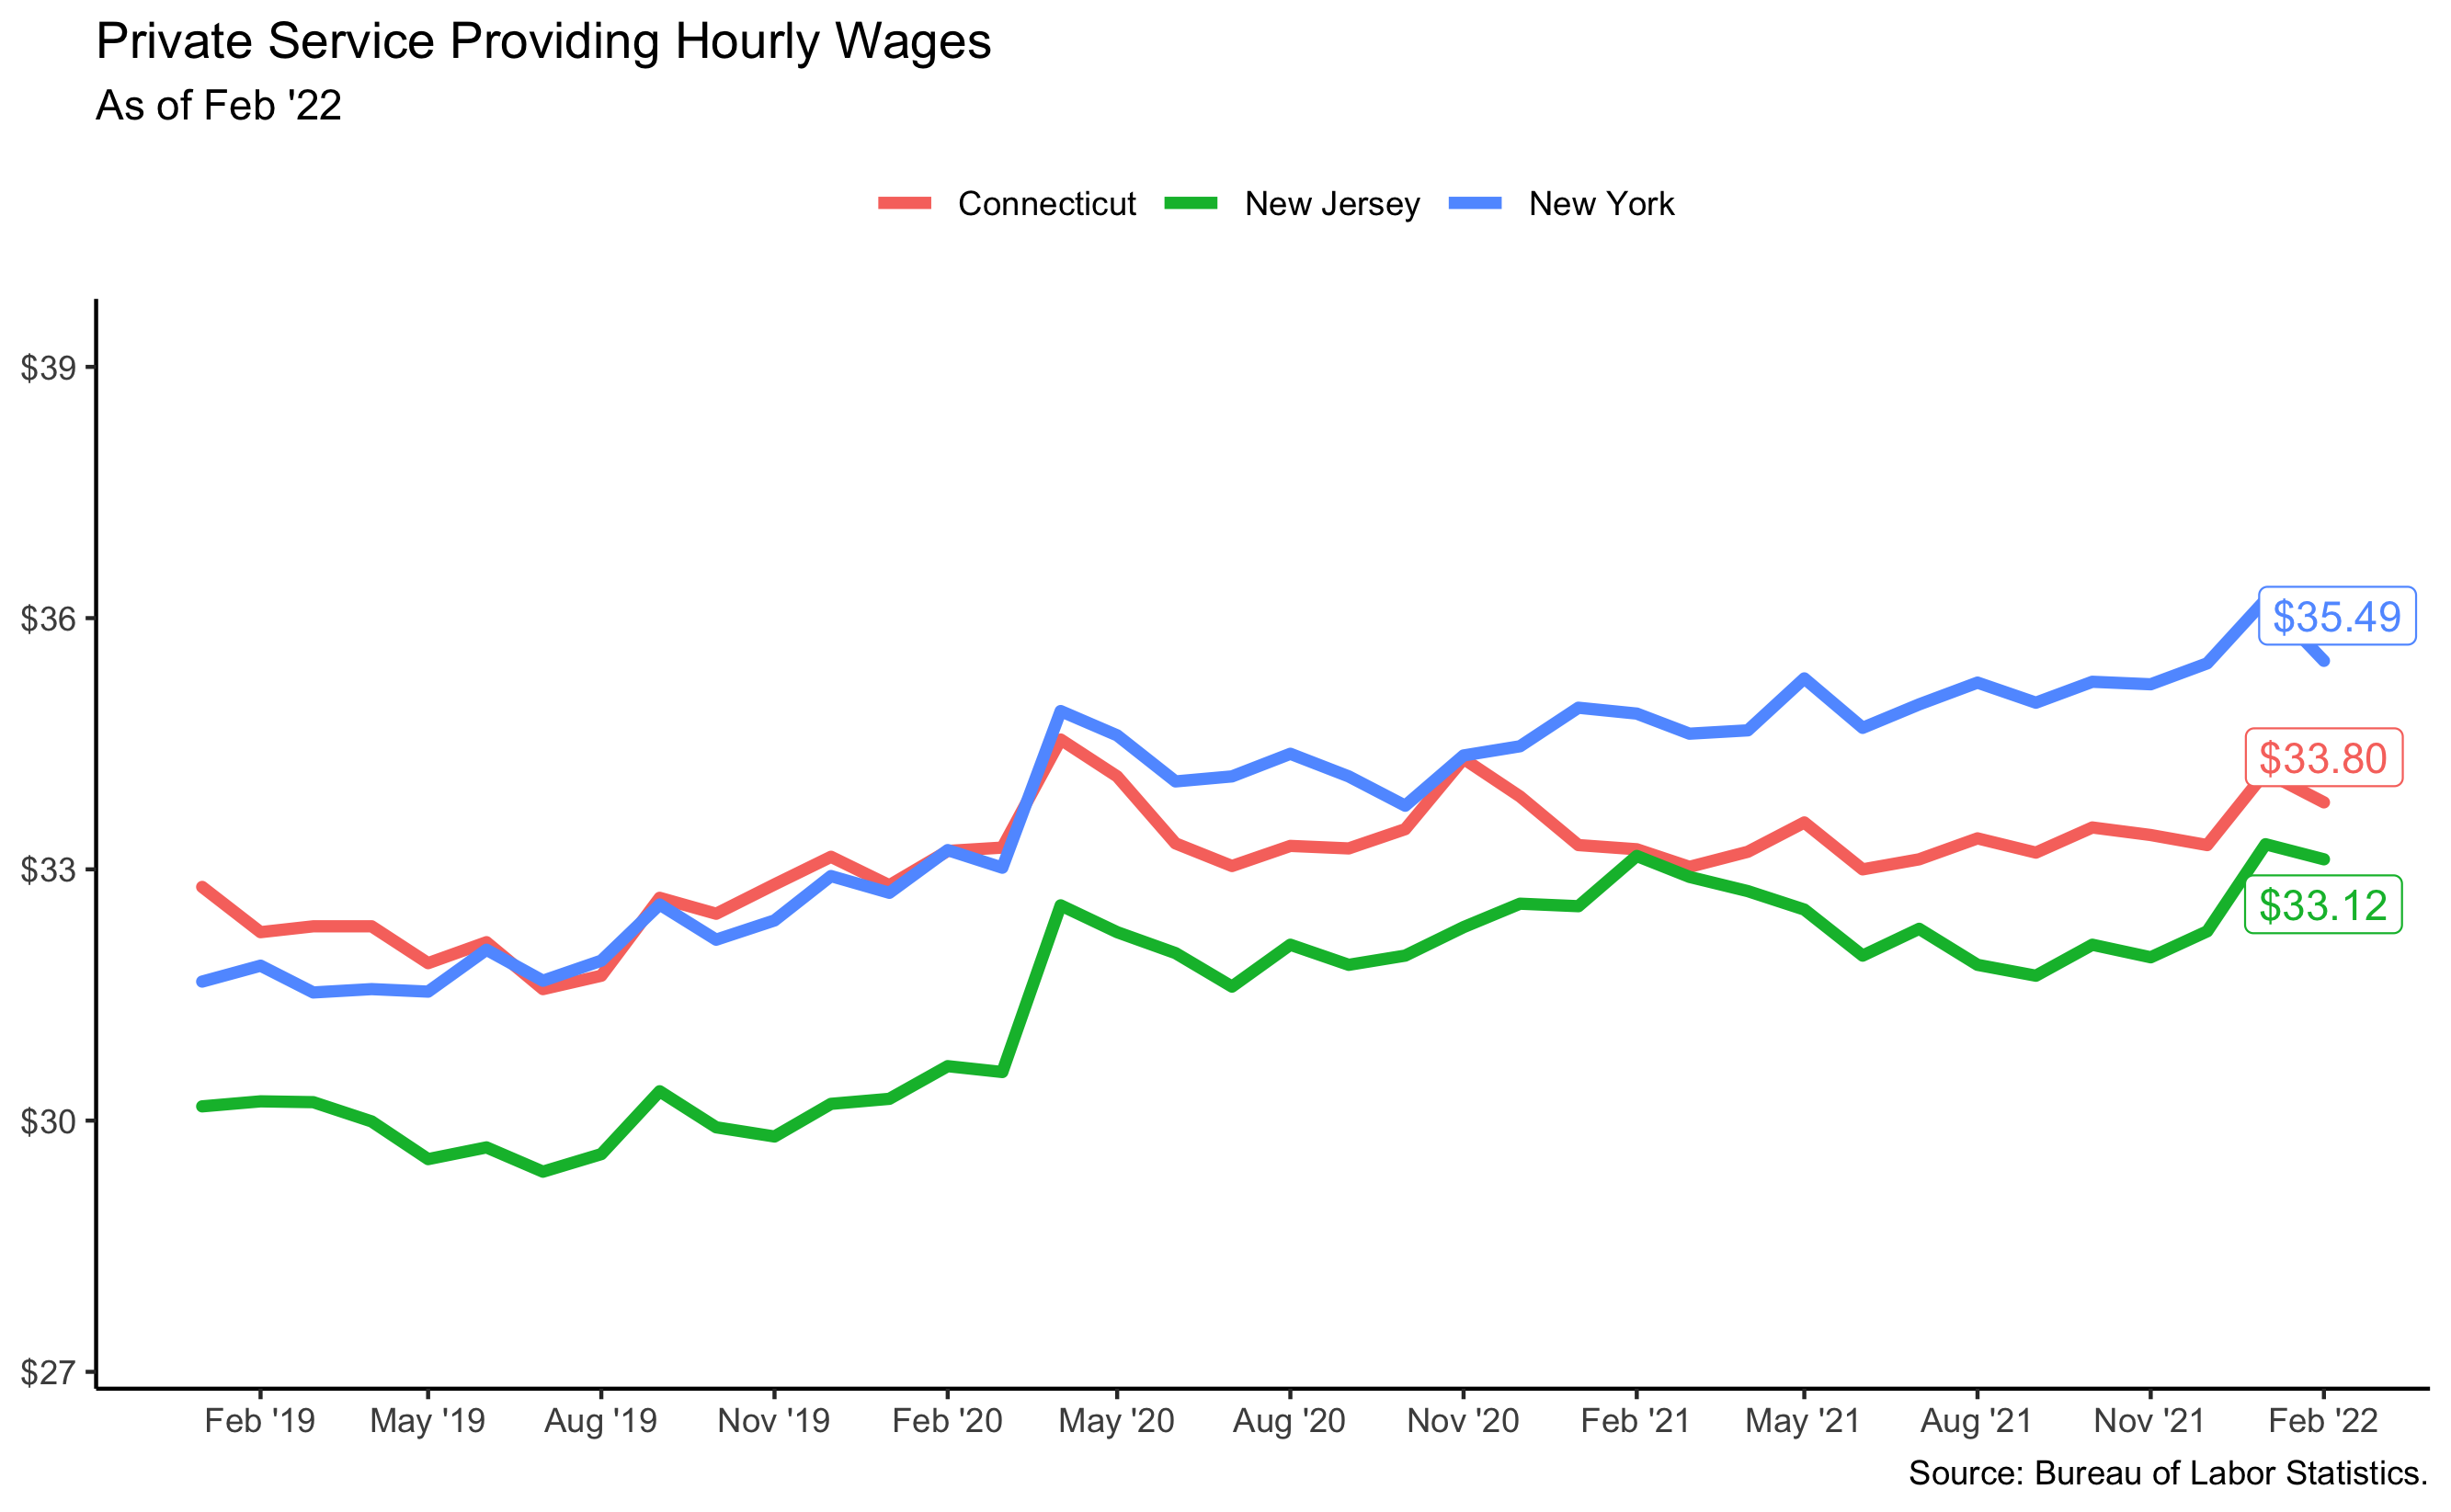 Private Service Providing Hourly Wages
As of Feb '22
Connecticut New Jersey New York
$39
$36
$33
$30
$27
$35.49
$33.80
$33.12
Feb '19 May '19 Aug '19 Nov '19 Feb '20 May '20 Aug '20 Nov '20 Feb '21 May '21 Aug '21 Nov '21 Feb '22
Source: Bureau of Labor Statistics.